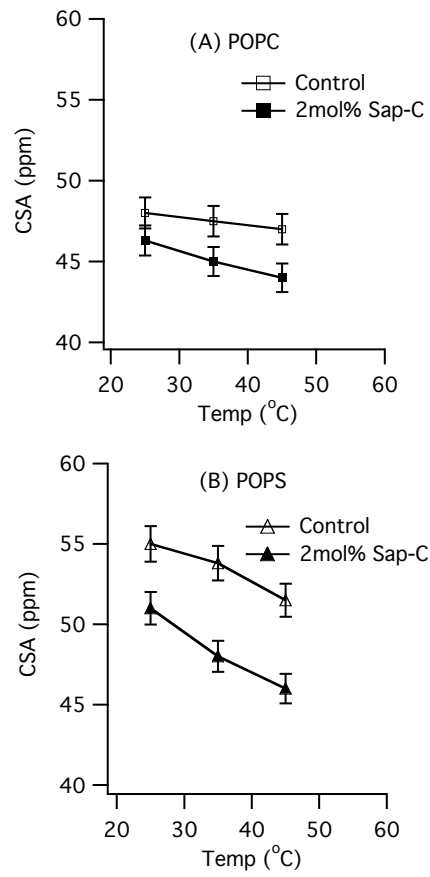 60
(A) POPC
Control
2mol% Sap-C
55
50
45
40
CSA (ppm)
20 30 40 50 60
Temp (°C)
60
(B) POPS
Control
2mol% Sap-C
55
50
45
40
CSA (ppm)
20 30 40 50 60
Temp (°C)